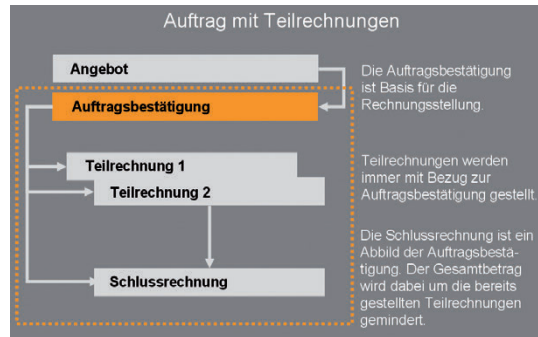 Auftrag mit Teilrechnungen
Angebot
Die Auftragsbestätigung
ist Basis für die
Rechnungsstellung.
Auftragsbestätigung
Teilrechnung 1
Teilrechnung 2
Teilrechnungen werden
immer mit Bezug zur
Auftragsbestätigung gestellt.
Die Schlussrechnung ist ein
Abbild der Auftragsbestä-
tigung. Der Gesamtbetrag
wird dabei um die bereits
gestellten Teilrechnungen
gemindert.
Schlussrechnung